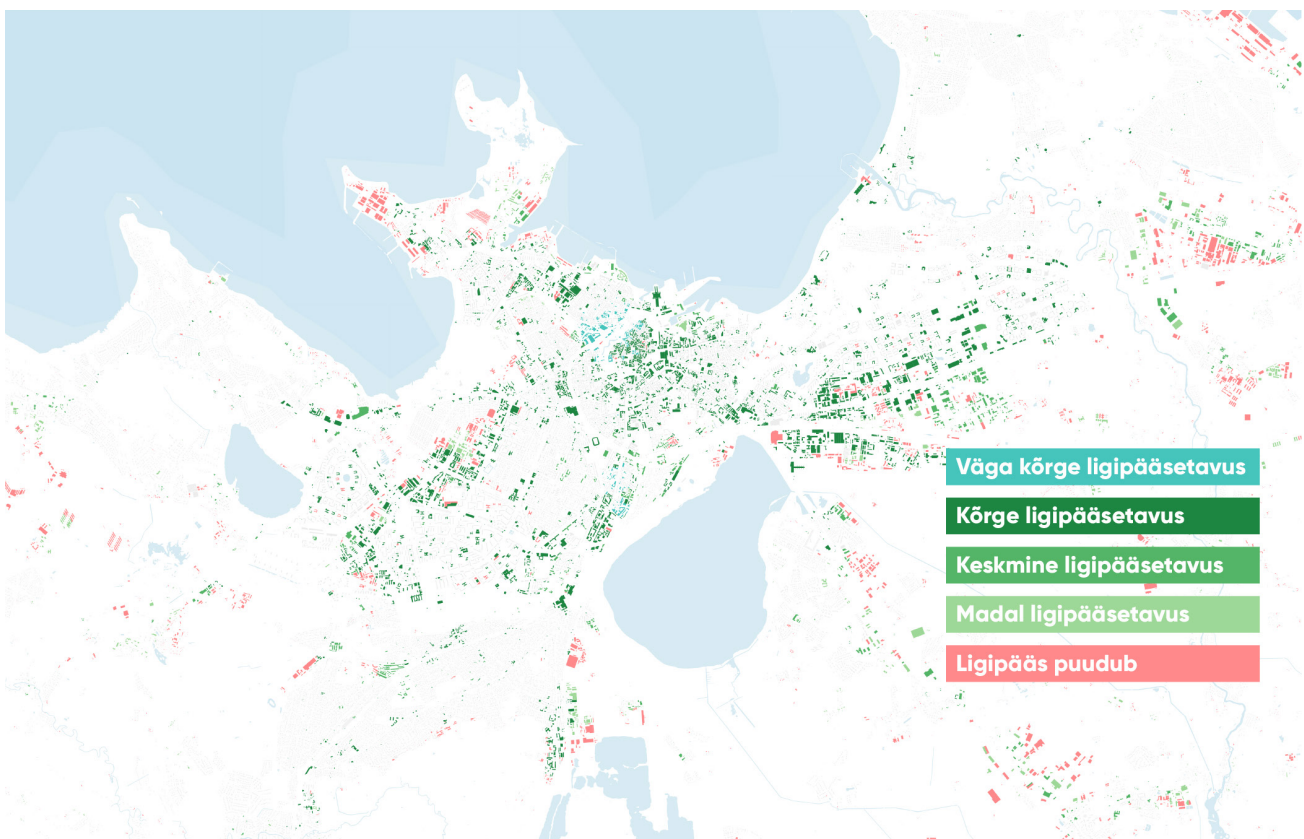 Väga kõrge ligipääsetavus
Kõrge ligipääsetavus
Keskmine ligipääsetavus
Madal ligipääsetavus
Ligipääs puudub